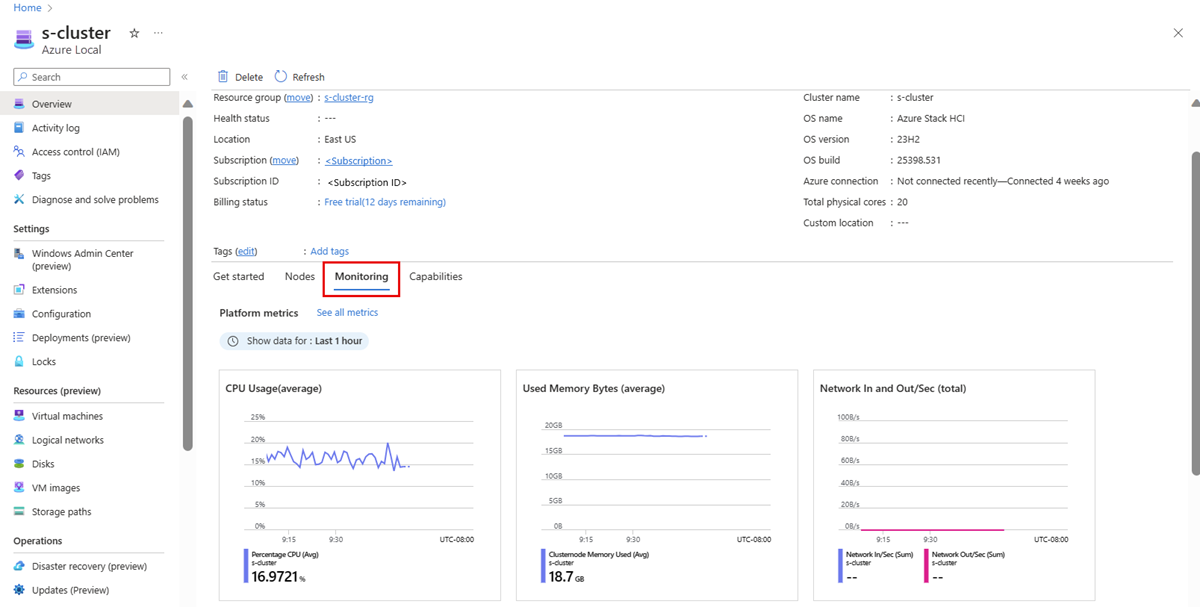 Home
s-cluster
Azure Local
Search
Overview
Activity log
Access control (IAM)
Tags
Diagnose and solve problems
Settings
Windows Admin Center
(preview)
Extensions
Configuration
Deployments (preview)
Locks
Resources (preview)
Virtual machines
Logical networks
Disks
VM images
Storage paths
Operations
Disaster recovery (preview)
Updates (Preview)
Delete Refresh
Resource group (move) : s-cluster-rg
Health status : ---
Location : East US
Subscription (move) : <Subscription>
Subscription ID : <Subscription ID>
Billing status : Free trial(12 days remaining)
Cluster name : s-cluster
OS name : Azure Stack HCI
OS version : 23H2
OS build : 25398.531
Azure connection : Not connected recently—Connected 4 weeks ago
Total physical cores : 20
Custom location : ---
Tags (edit) : Add tags
Get started Nodes Monitoring Capabilities
Platform metrics See all metrics
Show data for : Last 1 hour
CPU Usage(average)
25%
20%
15%
10%
5%
0%
9:15 9:30 UTC-08:00
Percentage CPU (Avg)
s-cluster
16.9721 %
Used Memory Bytes (average)
20GB
15GB
10GB
5GB
0B
9:15 9:30 UTC-08:00
Clusternode Memory Used (Avg)
s-cluster
18.7 GB
Network In and Out/Sec (total)
100B/s
80B/s
60B/s
40B/s
20B/s
0B/s
9:15 9:30 UTC-08:00
Network In/Sec (Sum) Network Out/Sec (Sum)
s-cluster s-cluster
-- --